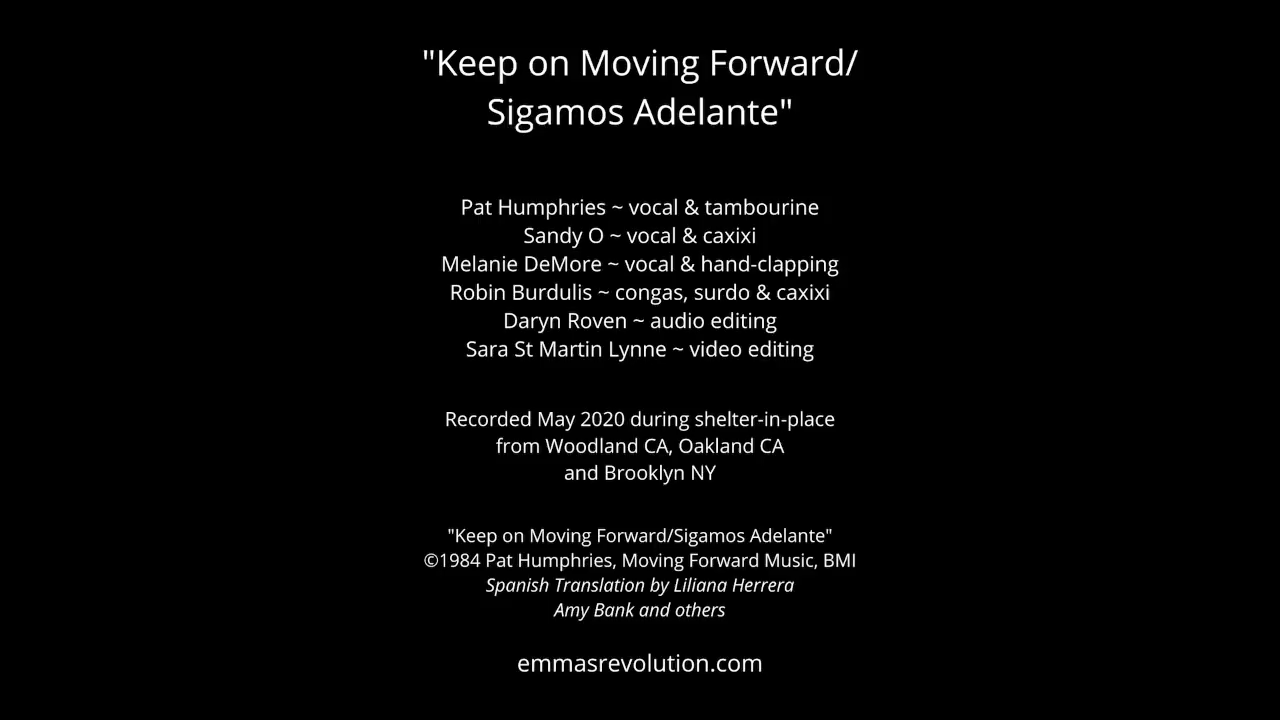 "Keep on Moving Forward/
Sigamos Adelante"
Pat Humphries ~ vocal & tambourine
Sandy O ~ vocal & caxixi
Melanie DeMore ~ vocal & hand-clapping
Robin Burdulis ~ congas, surdo & caxixi
Daryn Roven ~ audio editing
Sara St Martin Lynne ~ video editing
Recorded May 2020 during shelter-in-place
from Woodland CA, Oakland CA
and Brooklyn NY
"Keep on Moving Forward/Sigamos Adelante"
©1984 Pat Humphries, Moving Forward Music, BMI
Spanish Translation by Liliana Herrera
Amy Bank and others
emmasrevolution.com